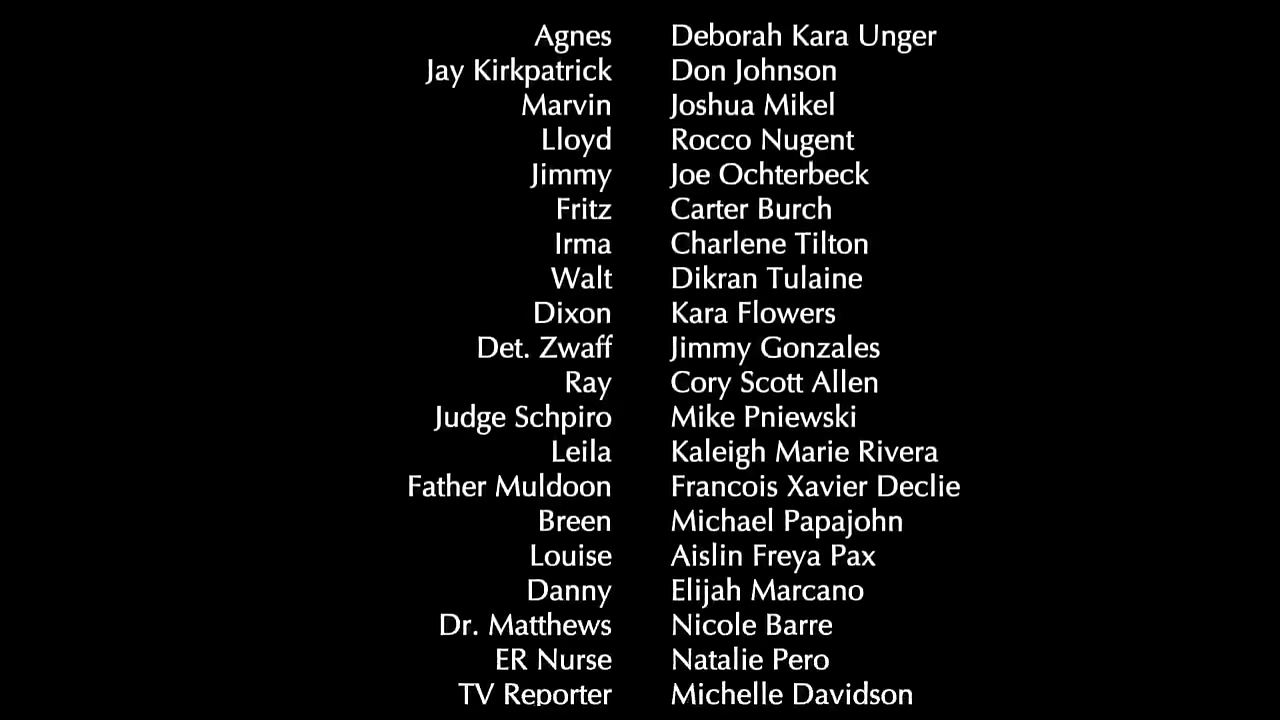 Agnes Deborah Kara Unger
Jay Kirkpatrick Don Johnson
Marvin Joshua Mikel
Lloyd Rocco Nugent
Jimmy Joe Ochterbeck
Fritz Carter Burch
Irma Charlene Tilton
Walt Dikran Tulaine
Dixon Kara Flowers
Det. Zwaff Jimmy Gonzales
Ray Cory Scott Allen
Judge Schpiro Mike Pniewski
Leila Kaleigh Marie Rivera
Father Muldoon Francois Xavier Declie
Breen Michael Papajohn
Louise Aislin Freya Pax
Danny Elijah Marcano
Dr. Matthews Nicole Barre
ER Nurse Natalie Pero
TV Reporter Michelle Davidson